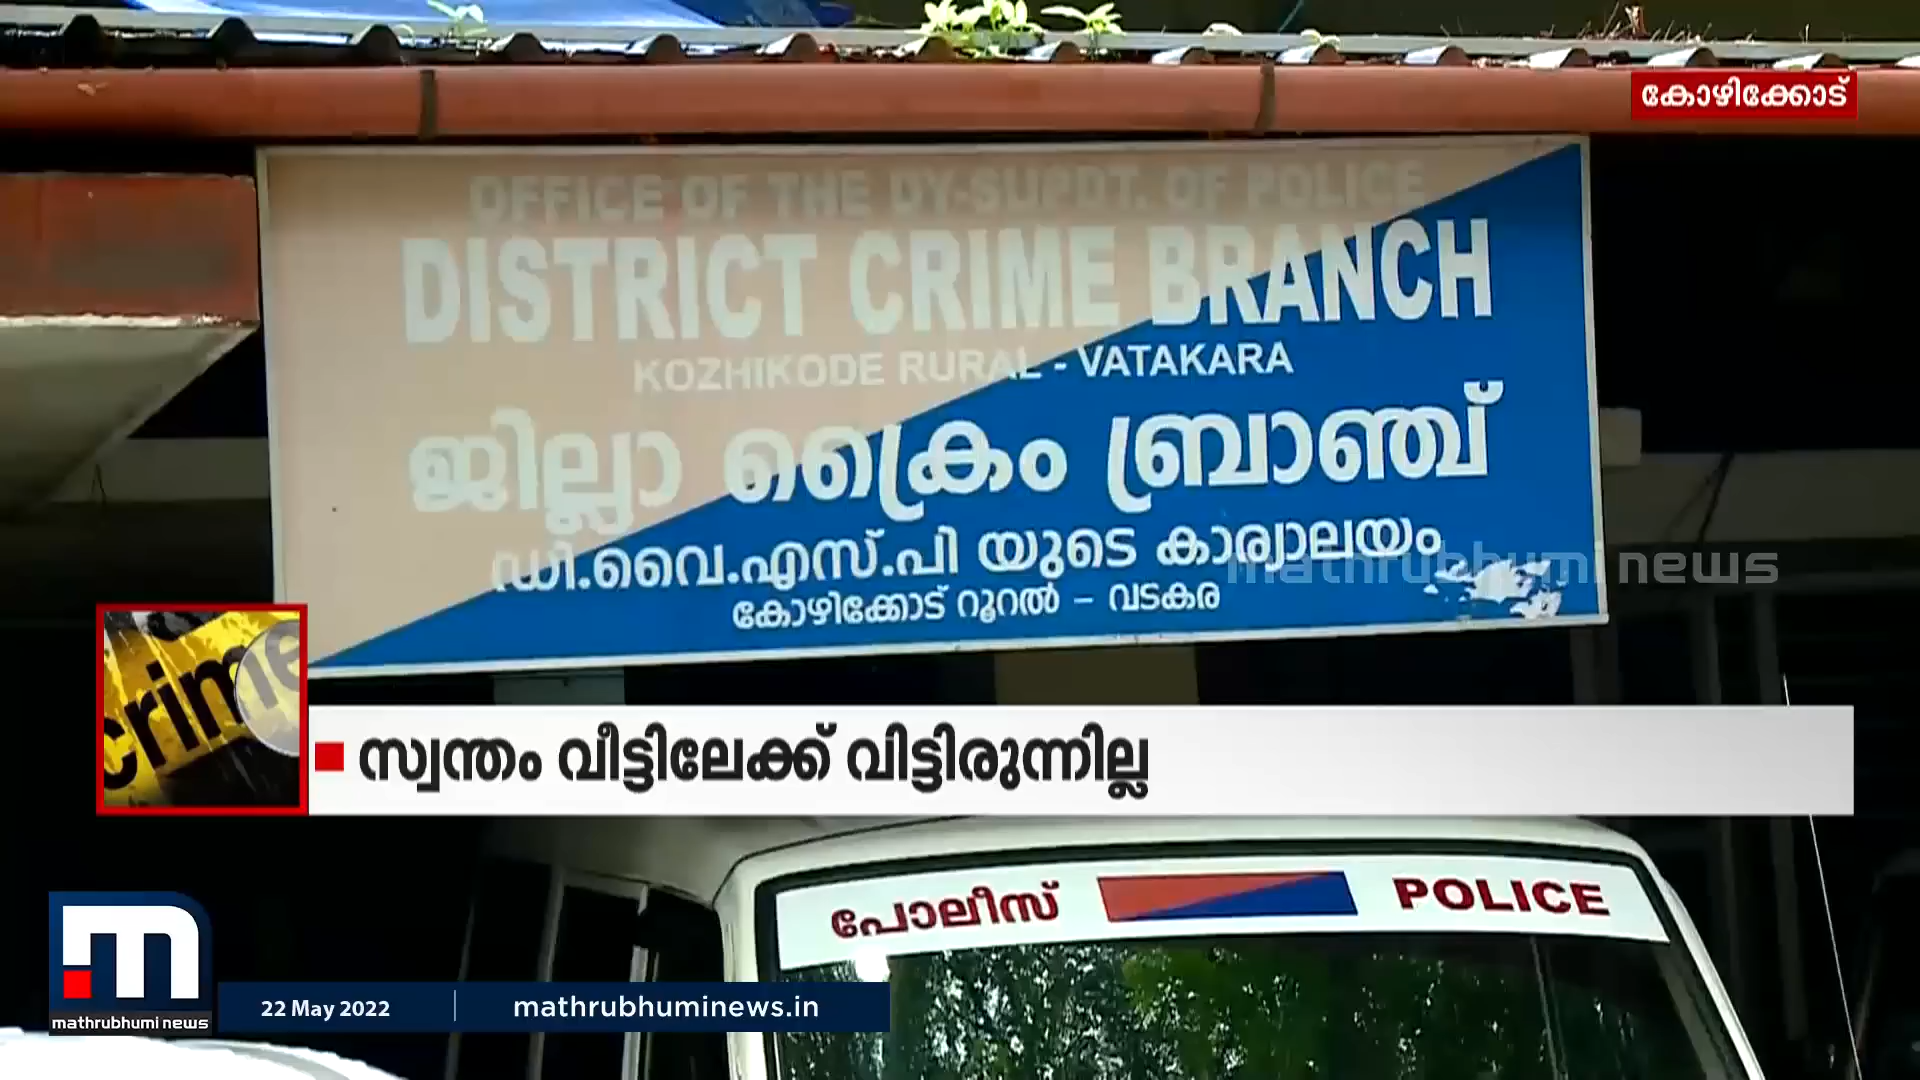 കോഴിക്കോട്
OFFICE OF THE DY-SUPDT. OF POLICE
DISTRICT CRIME BRANCH
KOZHIKODE RURAL - VATAKARA
ജില്ലാ ക്രൈം ബ്രാഞ്ച്
ഡി.വൈ.എസ്.പി യുടെ കാര്യാലയം
കോഴിക്കോട് റൂറൽ – വടകര
mathrubhumi news
crime
സ്വന്തം വീട്ടിലേക്ക് വിട്ടിരുന്നില്ല
പോലീസ് POLICE
mathrubhumi news
22 May 2022
mathrubhuminews.in